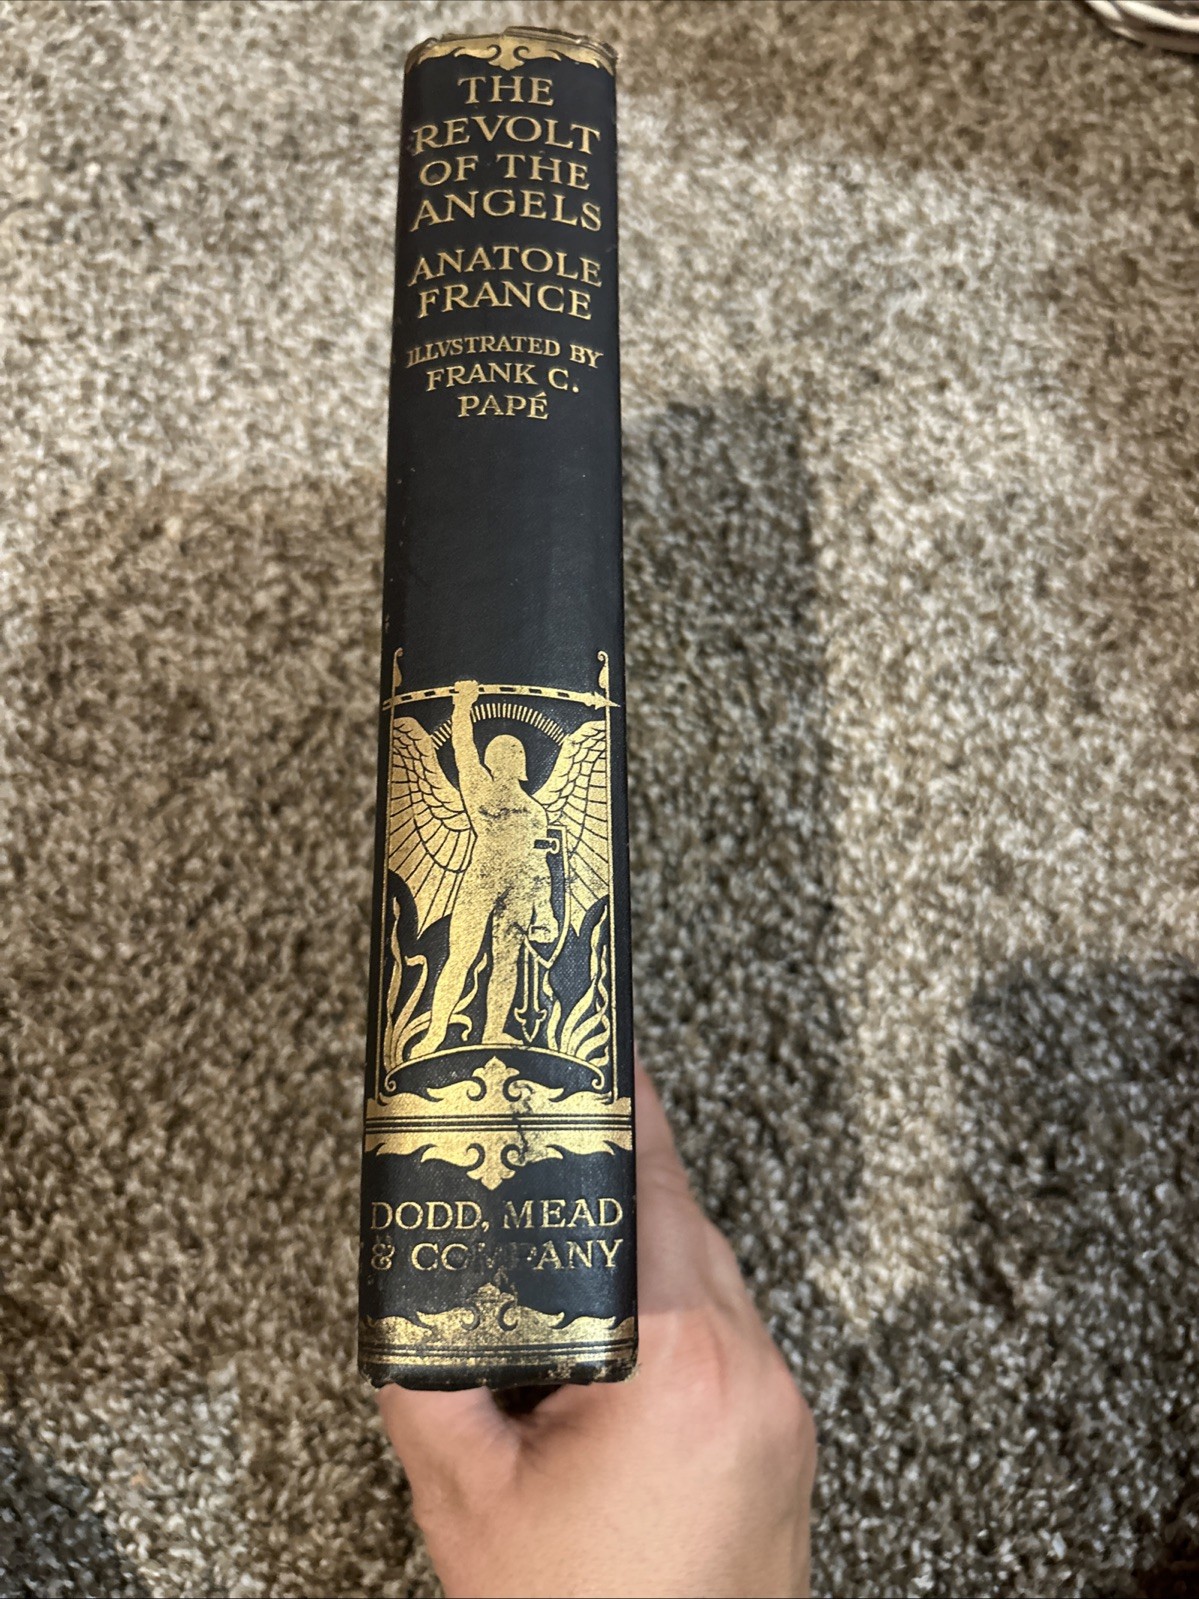 THE
REVOLT
OF THE
ANGELS
ANATOLE
FRANCE
ILLVSTRATED BY
FRANK C.
PAPÉ
DODD, MEAD
& COMPANY